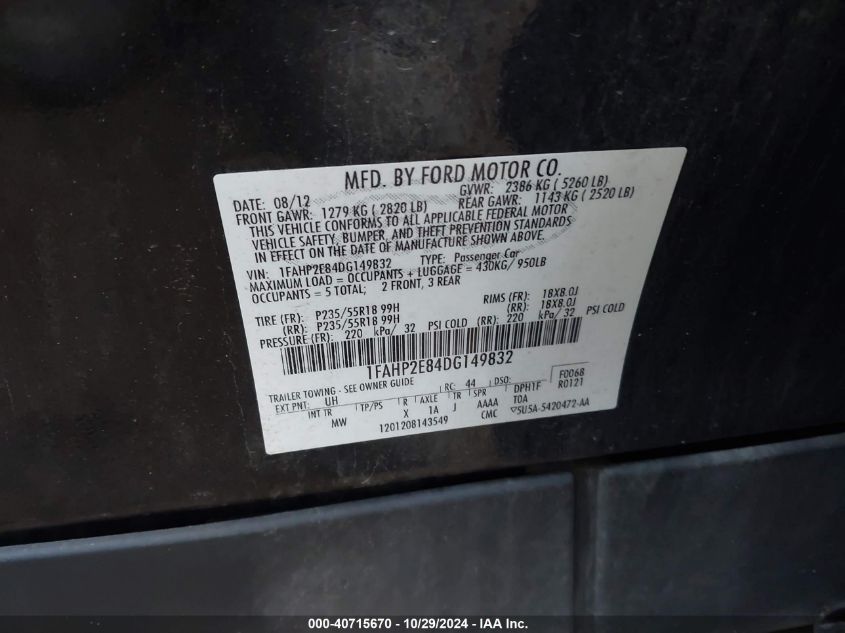 MFD. BY FORD MOTOR CO.
DATE: 08/12 GVWR: 2386 KG ( 5260 LB)
FRONT GAWR: 1279 KG ( 2820 LB) REAR GAWR: 1143 KG ( 2520 LB)
THIS VEHICLE CONFORMS TO ALL APPLICABLE FEDERAL MOTOR
VEHICLE SAFETY, BUMPER, AND THEFT PREVENTION STANDARDS
IN EFFECT ON THE DATE OF MANUFACTURE SHOWN ABOVE.
VIN: 1FAHP2E84DG149832 TYPE: Passenger Car
MAXIMUM LOAD = OCCUPANTS + LUGGAGE = 430KG/ 950LB
OCCUPANTS = 5 TOTAL; 2 FRONT, 3 REAR
TIRE (FR): P235/55R18 99H RIMS (FR): 18X8.0J
(RR): P235/55R18 99H (RR): 18X8.0J
PRESSURE (FR): 220 kPa/ 32 PSI COLD (RR): 220 kPa/ 32 PSI COLD
1FAHP2E84DG149832
TRAILER TOWING - SEE OWNER GUIDE RC: 44 DSO: F0068
EXT PNT: UH DPH1F R0121
INT TR TP/PS R AXLE TR SPR TOA
MW X 1A J AAAA
1201208143549 CMC 5U5A-5420472-AA
000-40715670 - 10/29/2024 - IAA Inc.